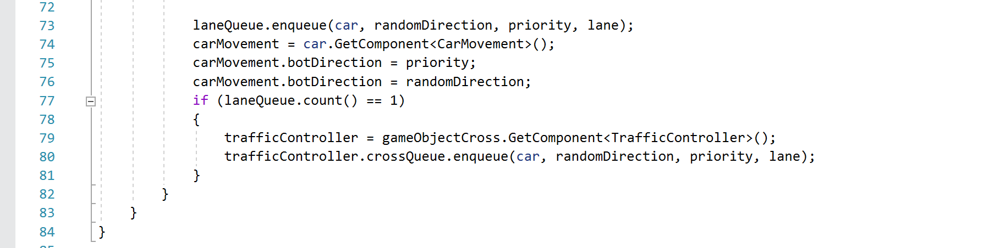 72
73 laneQueue.enqueue(car, randomDirection, priority, lane);
74 carMovement = car.GetComponent<CarMovement>();
75 carMovement.botDirection = priority;
76 carMovement.botDirection = randomDirection;
77 if (laneQueue.count() == 1)
78 {
79 trafficController = gameObjectCross.GetComponent<TrafficController>();
80 trafficController.crossQueue.enqueue(car, randomDirection, priority, lane);
81 }
82 }
83 }
84 }